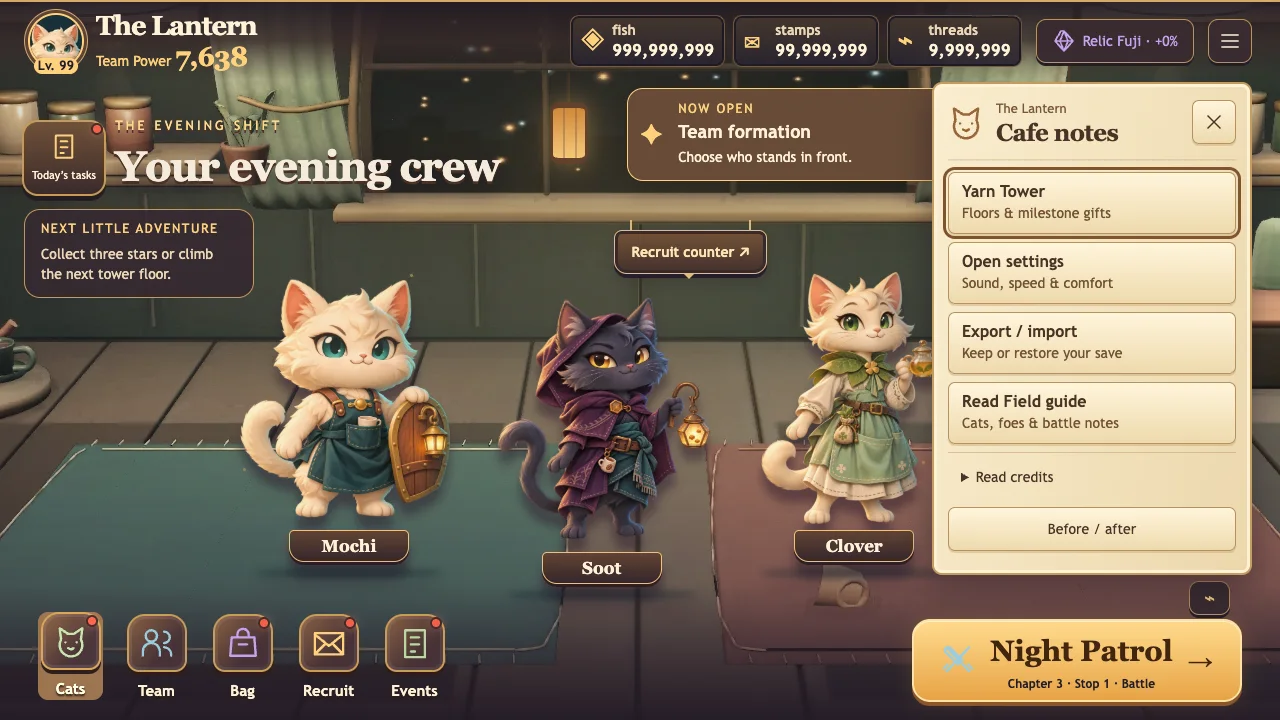 The Lantern
Team Power 7,638
Lv. 99
fish
999,999,999
stamps
99,999,999
threads
9,999,999
Relic Fuji · +0%
Today's tasks
THE EVENING SHIFT
Your evening crew
NEXT LITTLE ADVENTURE
Collect three stars or climb
the next tower floor.
NOW OPEN
Team formation
Choose who stands in front.
Recruit counter ↗
The Lantern
Cafe notes
Yarn Tower
Floors & milestone gifts
Open settings
Sound, speed & comfort
Export / import
Keep or restore your save
Read Field guide
Cats, foes & battle notes
Read credits
Before / after
Mochi
Soot
Clover
Cats
Team
Bag
Recruit
Events
Night Patrol →
Chapter 3 · Stop 1 · Battle